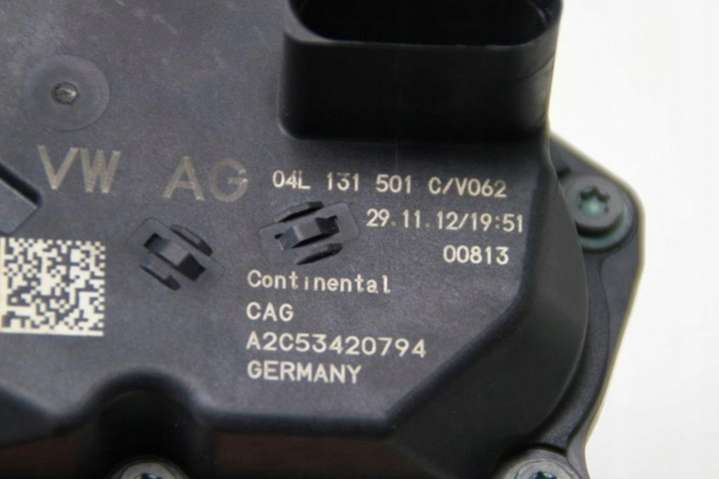 VW AG 04L 131 501 C/V062
29.11.12/19:51
00813
Continental
CAG
A2C53420794
GERMANY